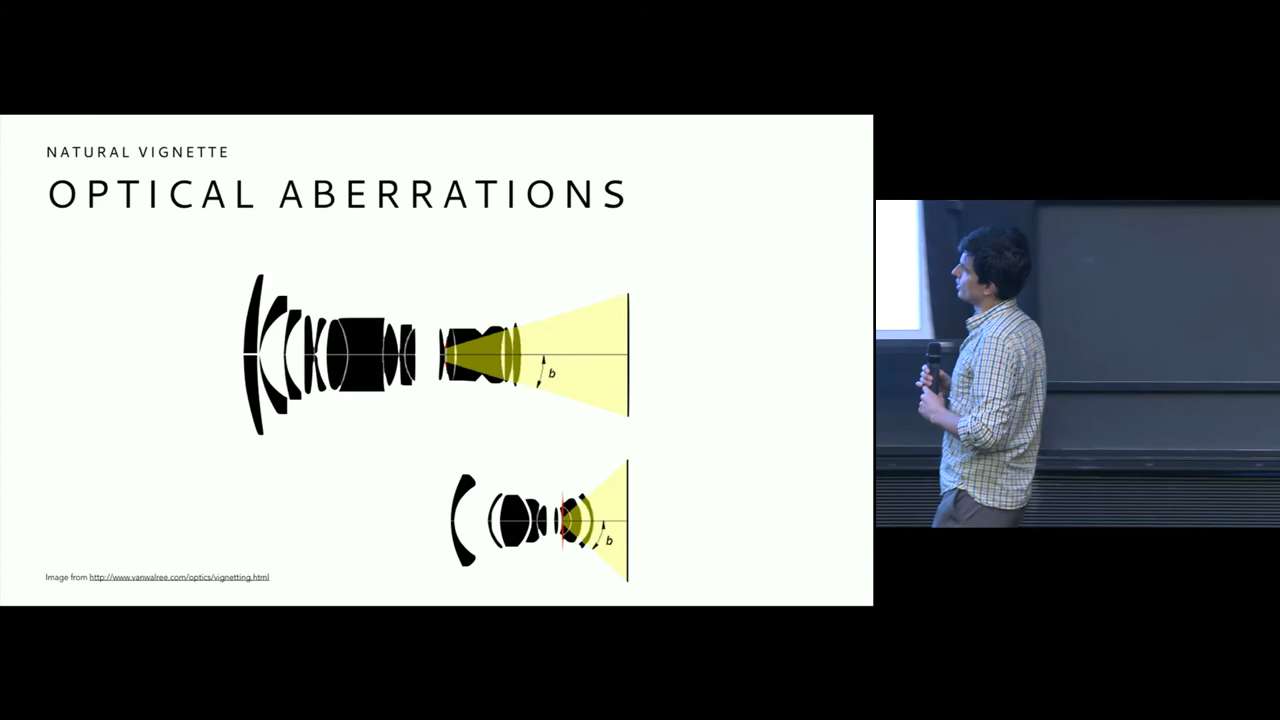 NATURAL VIGNETTE
OPTICAL ABERRATIONS
b
b
Image from http://www.vanwalree.com/optics/vignetting.html